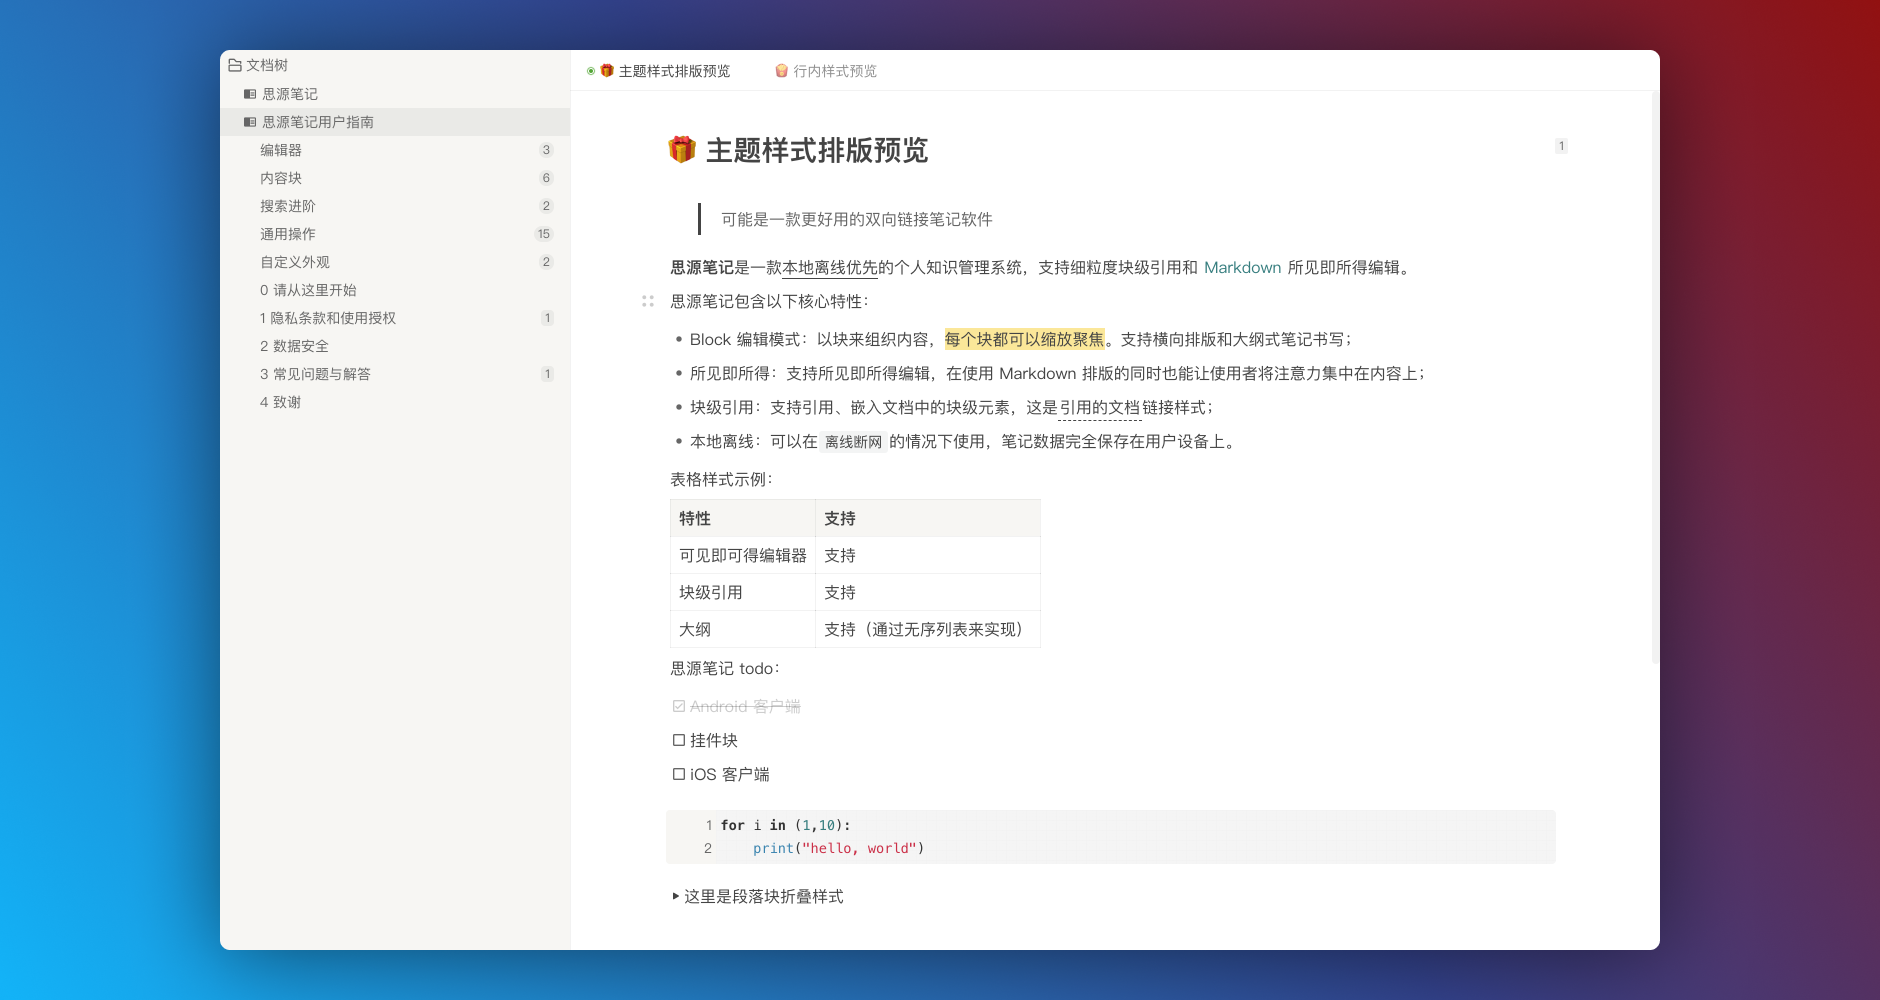 文档树
思源笔记
思源笔记用户指南
编辑器 3
内容块 6
搜索进阶 2
通用操作 15
自定义外观 2
0 请从这里开始
1 隐私条款和使用授权 1
2 数据安全
3 常见问题与解答 1
4 致谢
主题样式排版预览 行内样式预览
主题样式排版预览 1
可能是一款更好用的双向链接笔记软件
思源笔记是一款本地离线优先的个人知识管理系统，支持细粒度块级引用和 Markdown 所见即所得编辑。
思源笔记包含以下核心特性：
• Block 编辑模式：以块来组织内容，每个块都可以缩放聚焦。支持横向排版和大纲式笔记书写；
• 所见即所得：支持所见即所得编辑，在使用 Markdown 排版的同时也能让使用者将注意力集中在内容上；
• 块级引用：支持引用、嵌入文档中的块级元素，这是引用的文档链接样式；
• 本地离线：可以在 离线断网 的情况下使用，笔记数据完全保存在用户设备上。
表格样式示例：
特性 支持
可见即可得编辑器 支持
块级引用 支持
大纲 支持（通过无序列表来实现）
思源笔记 todo：
Android 客户端
挂件块
iOS 客户端
1 for i in (1,10):
2     print("hello, world")
这里是段落块折叠样式